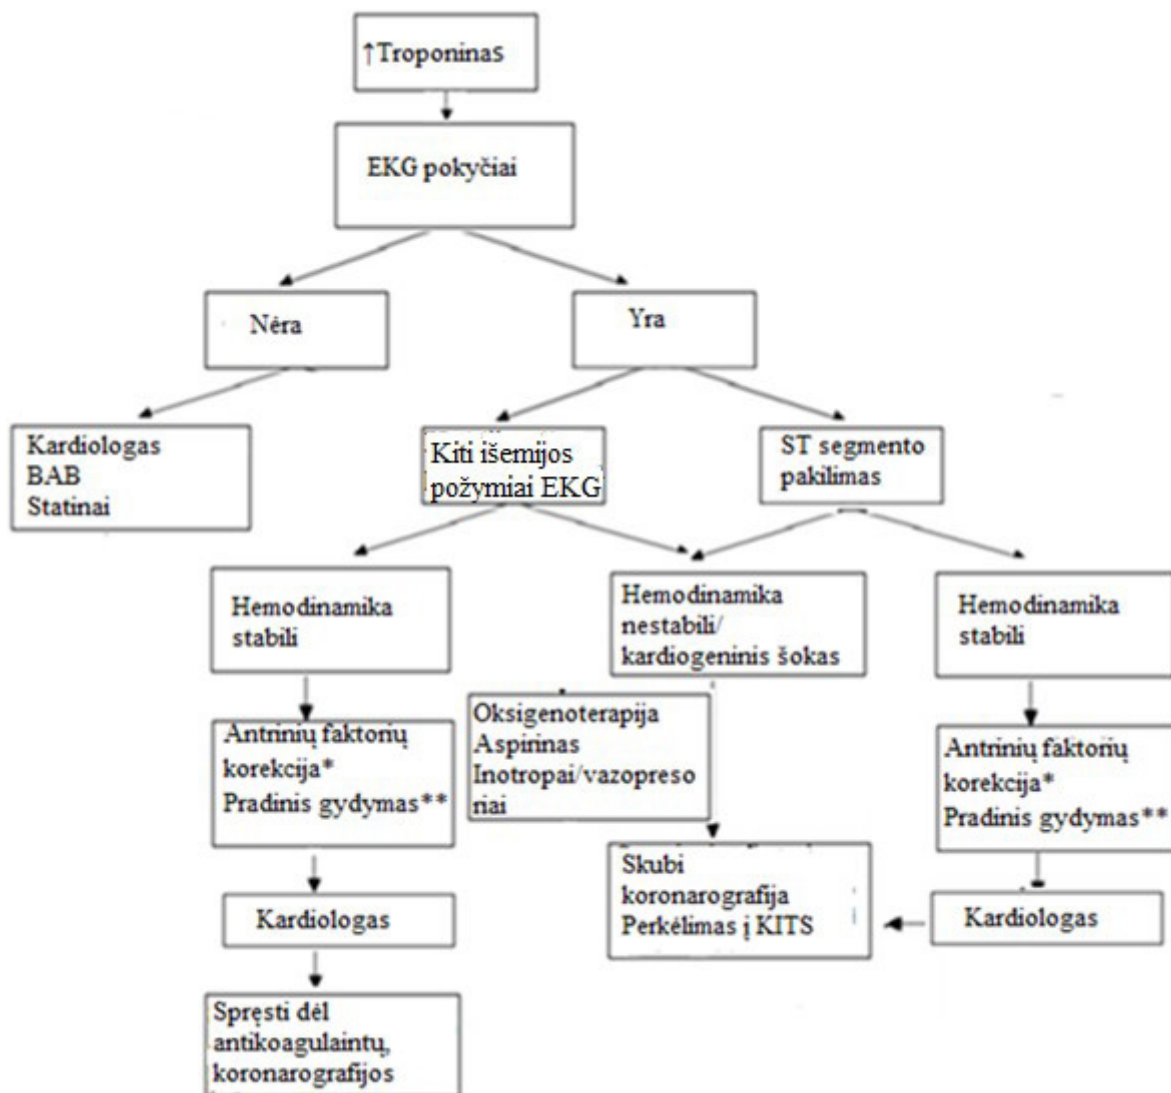 ↑Troponinas
EKG pokyčiai
Nėra
Yra
Kardiologas
BAB
Statinai
Kiti išemijos
požymiai EKG
ST segmento
pakilimas
Hemodinamika
stabili
Hemodinamika
nestabili/
kardiogeninis šokas
Hemodinamika
stabili
Antrinių faktorių
korekcija*
Pradinis gydymas**
Oksigenoterapija
Aspirinas
Inotropai/vazopreso
riai
Antrinių faktorių
korekcija*
Pradinis gydymas**
Skubi
koronarografija
Perkėlimas į KITS
Kardiologas
Kardiologas
Spręsti dėl
antikoagulaintų,
koronarografijos